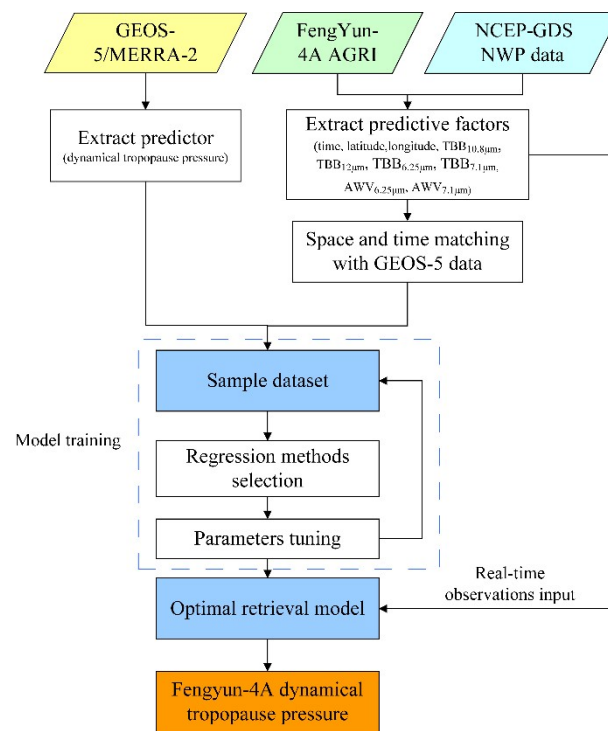 GEOS-
5/MERRA-2
FengYun-
4A AGRI
NCEP-GDS
NWP data
Extract predictor
(dynamical tropopause pressure)
Extract predictive factors
(time, latitude,longitude, TBB10.8μm,
TBB12μm, TBB6.25μm, TBB7.1μm,
AWV6.25μm, AWV7.1μm)
Space and time matching
with GEOS-5 data
Sample dataset
Model training
Regression methods
selection
Parameters tuning
Real-time
observations input
Optimal retrieval model
Fengyun-4A dynamical
tropopause pressure